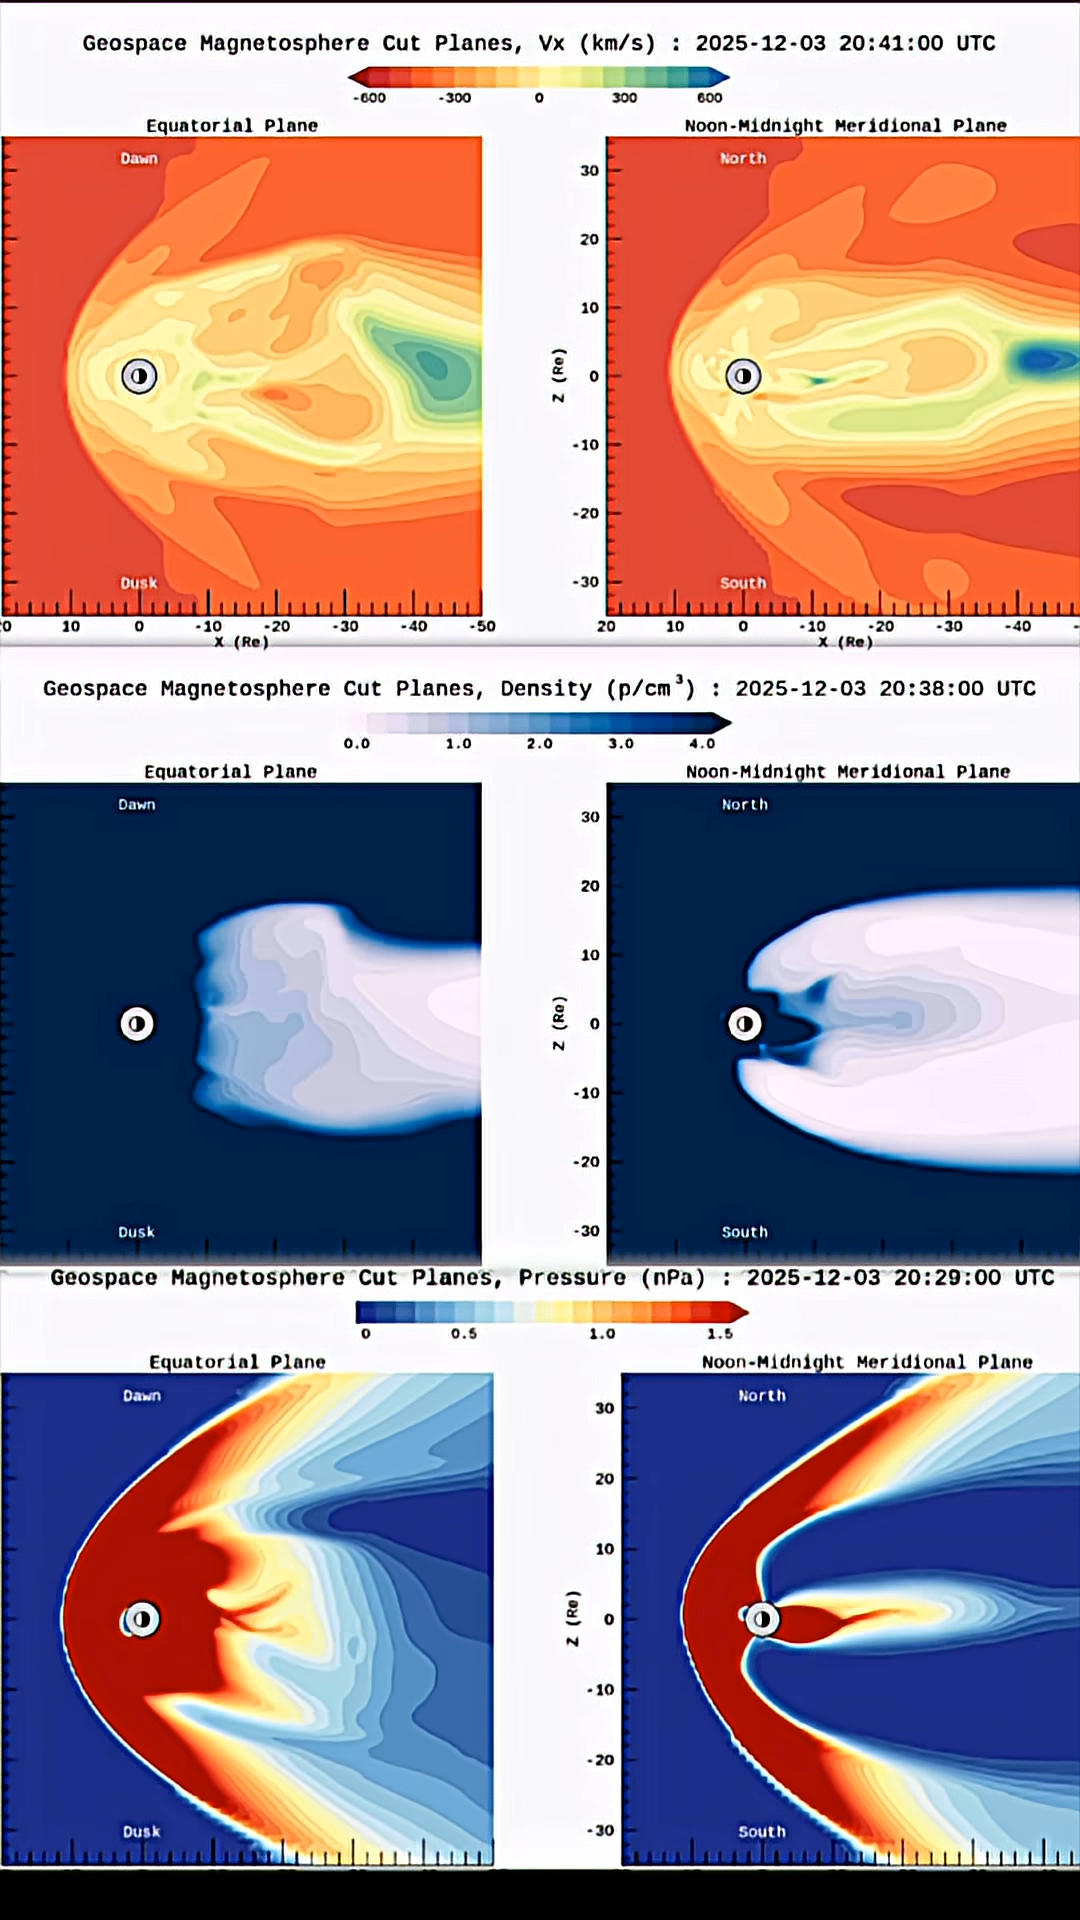 Geospace Magnetosphere Cut Planes, Vx (km/s) : 2025-12-03 20:41:00 UTC
-600 -300 0 300 600
Equatorial Plane
Noon-Midnight Meridional Plane
Dawn
North
30
20
10
0
-10
-20
-30
Z (Re)
Dusk
South
0 10 0 -10 -20 -30 -40 -50
20 10 0 -10 -20 -30 -40 -5
X (Re)
X (Re)
Geospace Magnetosphere Cut Planes, Density (p/cm³) : 2025-12-03 20:38:00 UTC
0.0 1.0 2.0 3.0 4.0
Equatorial Plane
Noon-Midnight Meridional Plane
Dawn
North
30
20
10
0
-10
-20
-30
Z (Re)
Dusk
South
Geospace Magnetosphere Cut Planes, Pressure (nPa) : 2025-12-03 20:29:00 UTC
0 0.5 1.0 1.5
Equatorial Plane
Noon-Midnight Meridional Plane
Dawn
North
30
20
10
0
-10
-20
-30
Z (Re)
Dusk
South